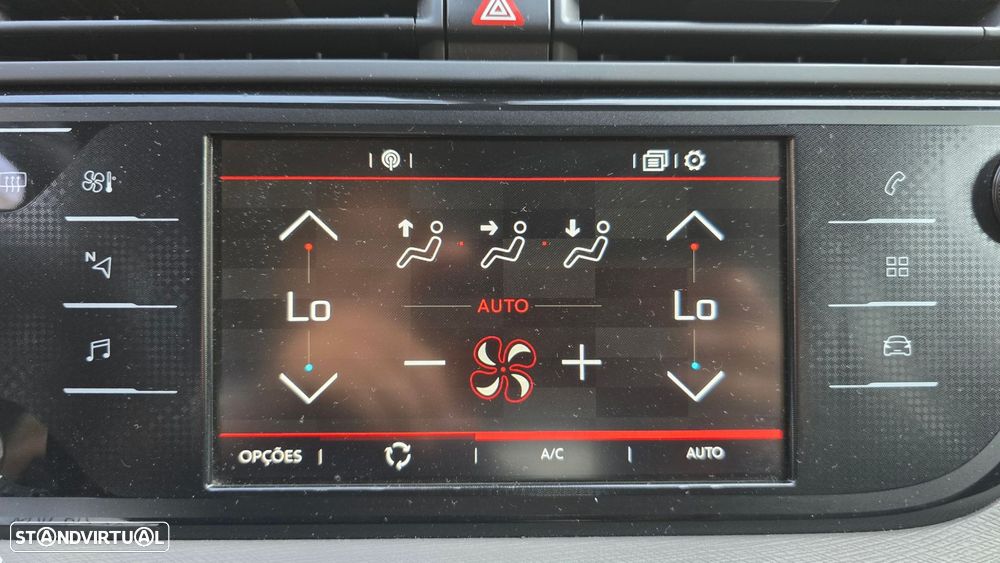 N
Lo
Lo
AUTO
OPÇÕES A/C AUTO
STANDVIRTUAL